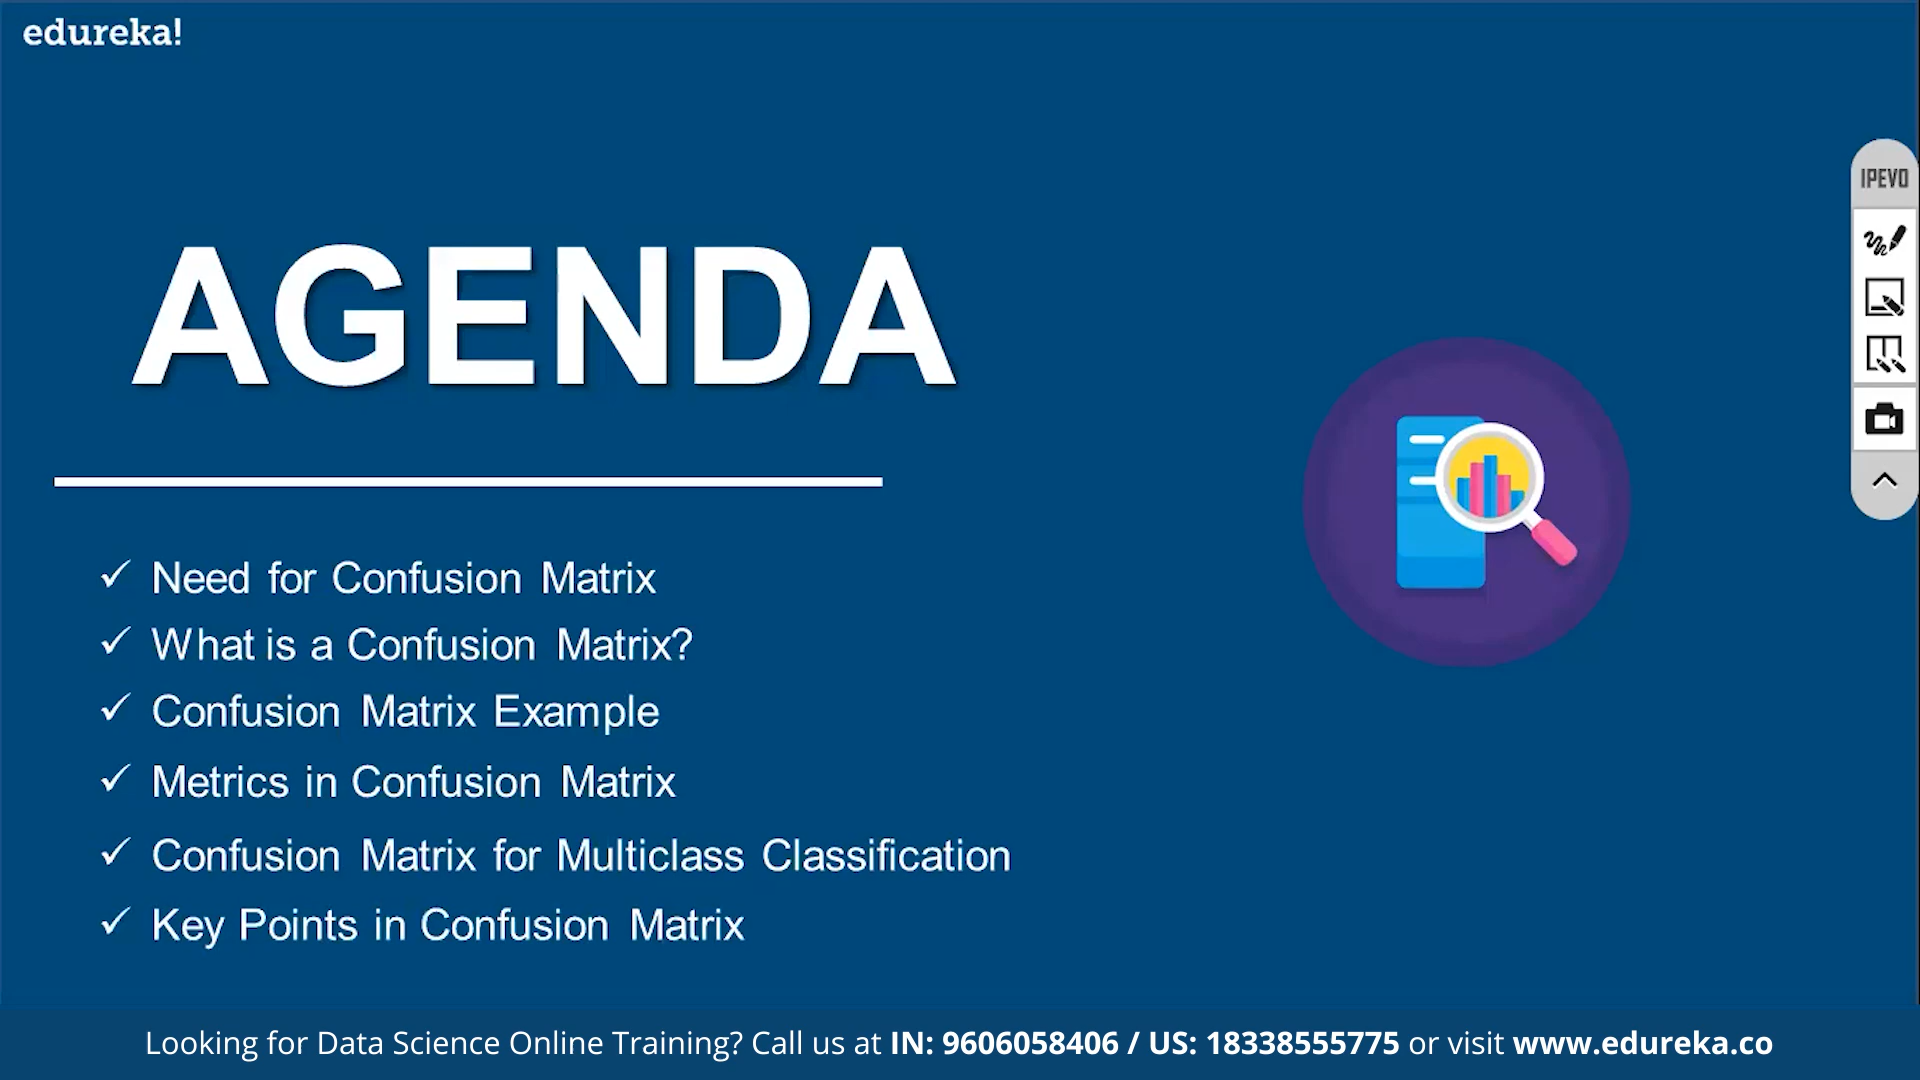 edureka!
IPEVO
AGENDA
✓ Need for Confusion Matrix
✓ What is a Confusion Matrix?
✓ Confusion Matrix Example
✓ Metrics in Confusion Matrix
✓ Confusion Matrix for Multiclass Classification
✓ Key Points in Confusion Matrix
Looking for Data Science Online Training? Call us at IN: 9606058406 / US: 18338555775 or visit www.edureka.co